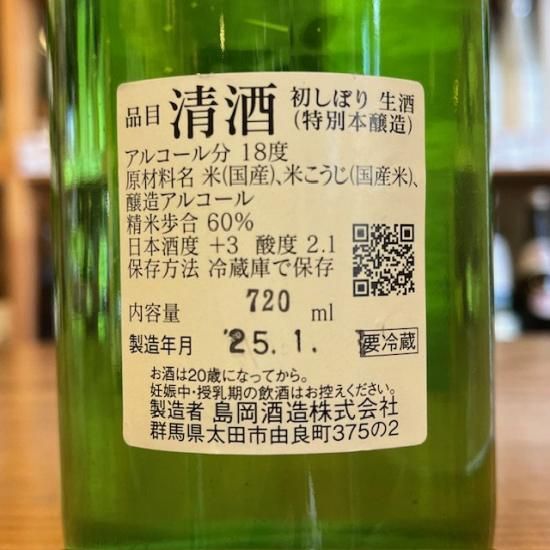 品目 清酒 初しぼり 生酒
(特別本醸造)
アルコール分 18度
原材料名 米(国産)、米こうじ(国産米)、
醸造アルコール
精米歩合 60%
日本酒度 +3 酸度 2.1
保存方法 冷蔵庫で保存
内容量 720 ml
製造年月 '25.1. 要冷蔵
お酒は20歳になってから。
妊娠中・授乳期の飲酒はお控えください。
製造者 島岡酒造株式会社
群馬県太田市由良町375の2